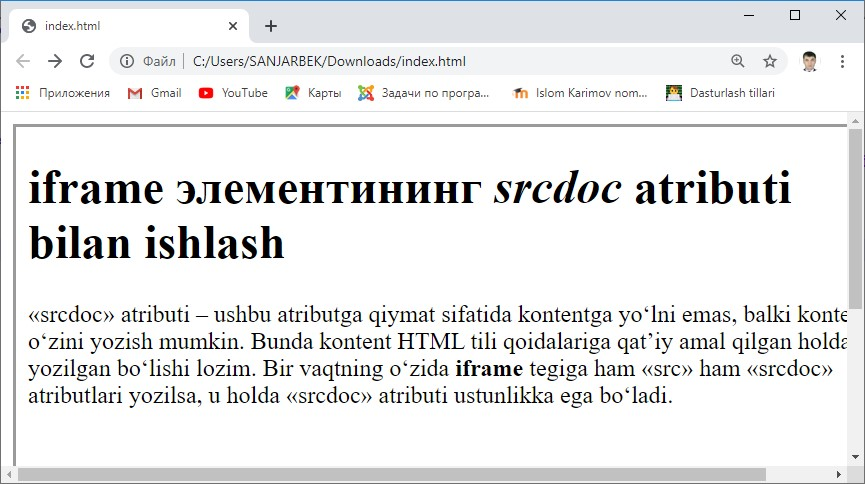 index.html
Файл
C:/Users/SANJARBEK/Downloads/index.html
Приложения
Gmail
YouTube
Карты
Задачи по програ...
Islom Karimov nom...
Dasturlash tillari
iframe элементининг srcdoc atributi
bilan ishlash
«srcdoc» atributi – ushbu atributga qiymat sifatida kontentga yo‘lni emas, balki konte
o‘zini yozish mumkin. Bunda kontent HTML tili qoidalariga qat’iy amal qilgan holda
yozilgan bo‘lishi lozim. Bir vaqtning o‘zida iframe tegiga ham «src» ham «srcdoc»
atributlari yozilsa, u holda «srcdoc» atributi ustunlikka ega bo‘ladi.